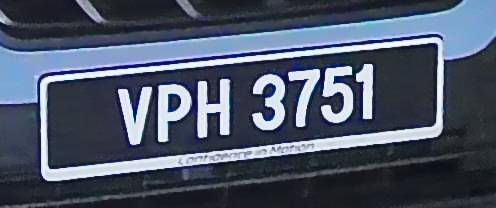 VPH 3751
Confidence in Motion